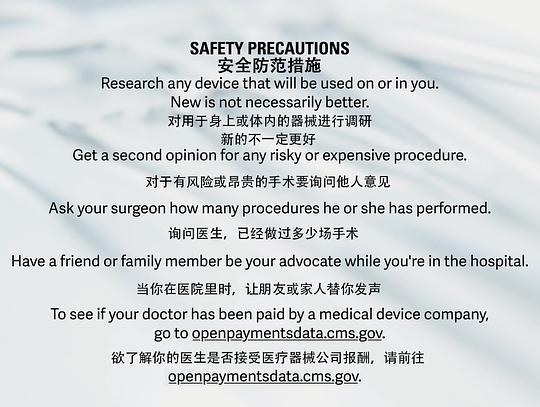 SAFETY PRECAUTIONS
安全防范措施
Research any device that will be used on or in you.
New is not necessarily better.
对用于身上或体内的器械进行调研
新的不一定更好
Get a second opinion for any risky or expensive procedure.
对于有风险或昂贵的手术要询问他人意见
Ask your surgeon how many procedures he or she has performed.
询问医生，已经做过多少场手术
Have a friend or family member be your advocate while you're in the hospital.
当你在医院里时，让朋友或家人替你发声
To see if your doctor has been paid by a medical device company,
go to openpaymentsdata.cms.gov.
欲了解你的医生是否接受医疗器械公司报酬，请前往
openpaymentsdata.cms.gov.